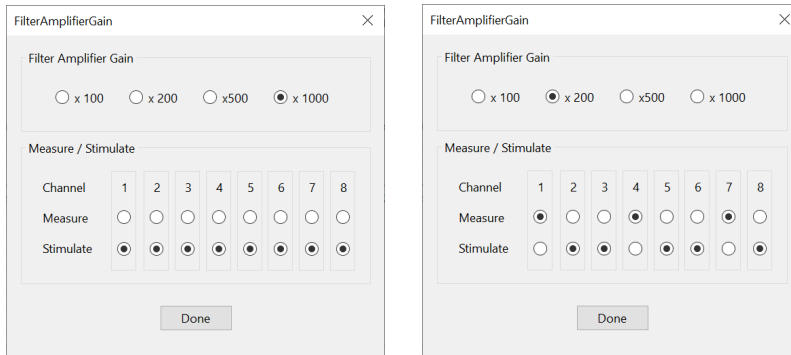 FilterAmplifierGain
Filter Amplifier Gain
x 100 x 200 x500 x 1000
Measure / Stimulate
Channel 1 2 3 4 5 6 7 8
Measure
Stimulate
Done
FilterAmplifierGain
Filter Amplifier Gain
x 100 x 200 x500 x 1000
Measure / Stimulate
Channel 1 2 3 4 5 6 7 8
Measure
Stimulate
Done